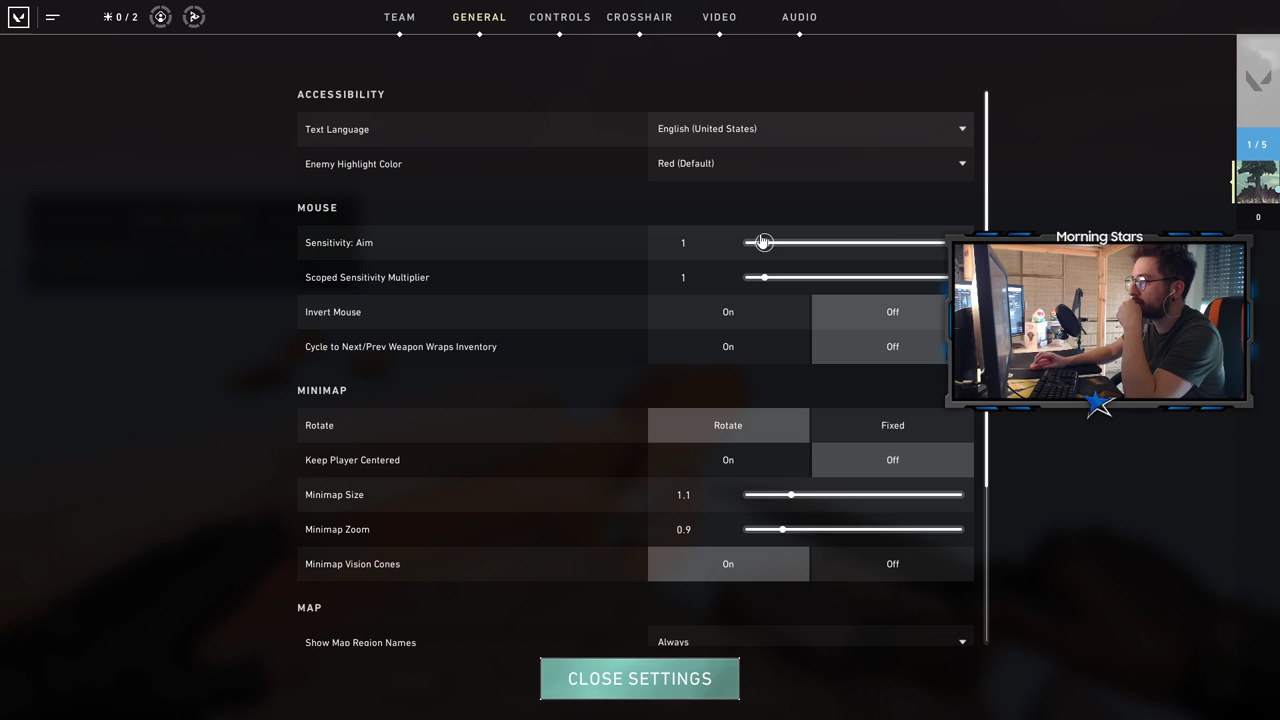 0 / 2
TEAM
GENERAL
CONTROLS
CROSSHAIR
VIDEO
AUDIO
ACCESSIBILITY
Text Language
English (United States)
Enemy Highlight Color
Red (Default)
1 / 5
0
MOUSE
Sensitivity: Aim
1
Scoped Sensitivity Multiplier
1
Invert Mouse
On
Off
Cycle to Next/Prev Weapon Wraps Inventory
On
Off
Morning Stars
MINIMAP
Rotate
Rotate
Fixed
Keep Player Centered
On
Off
Minimap Size
1.1
Minimap Zoom
0.9
Minimap Vision Cones
On
Off
MAP
Show Map Region Names
Always
CLOSE SETTINGS